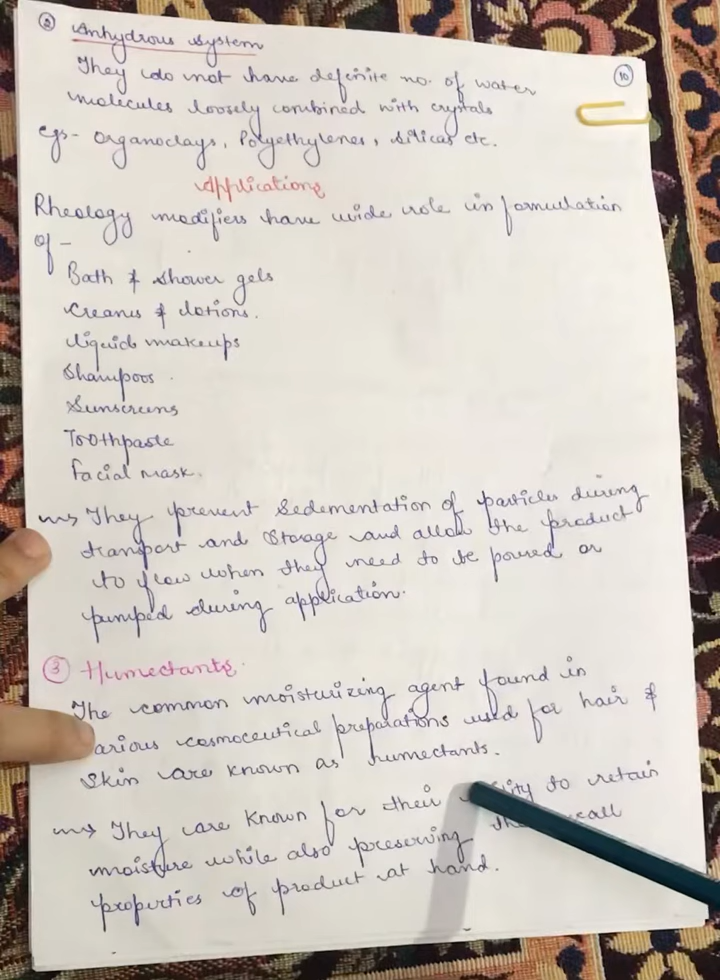 ② Anhydrous System
⑩
They do not have definite no. of water
molecules loosely combined with crystals
egs- Organoclays, Polyethylenes, Silicas etc.
Applications
Rheology modifiers have wide role in formulation
of -
Bath & Shower gels
Creams & lotions.
Liquid makeups
Shampoos.
Sunscreens
Toothpaste
Facial mask.
They prevent Sedementation of particles during
transport and Storage and allow the product
to flow when they need to be poured or
pumped during application.
③ Humectants.
The common moisturizing agent found in
arious cosmoceutical preparations used for hair &
Skin are known as humectants.
They are known for their to retain
moisture while also preserving
properties of product at hand.